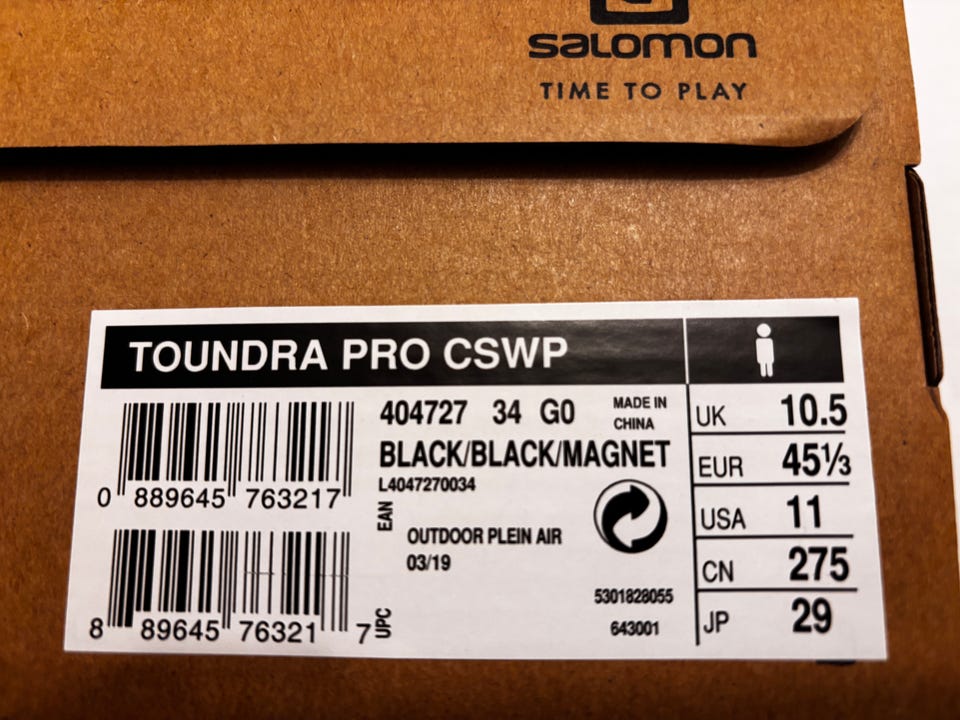 salomon
TIME TO PLAY
TOUNDRA PRO CSWP
404727 34 G0
MADE IN
CHINA
BLACK/BLACK/MAGNET
L4047270034
0 889645 763217
EAN
OUTDOOR PLEIN AIR
03/19
8 89645 76321 7
UPC
5301828055
643001
UK 10.5
EUR 45⅓
USA 11
CN 275
JP 29